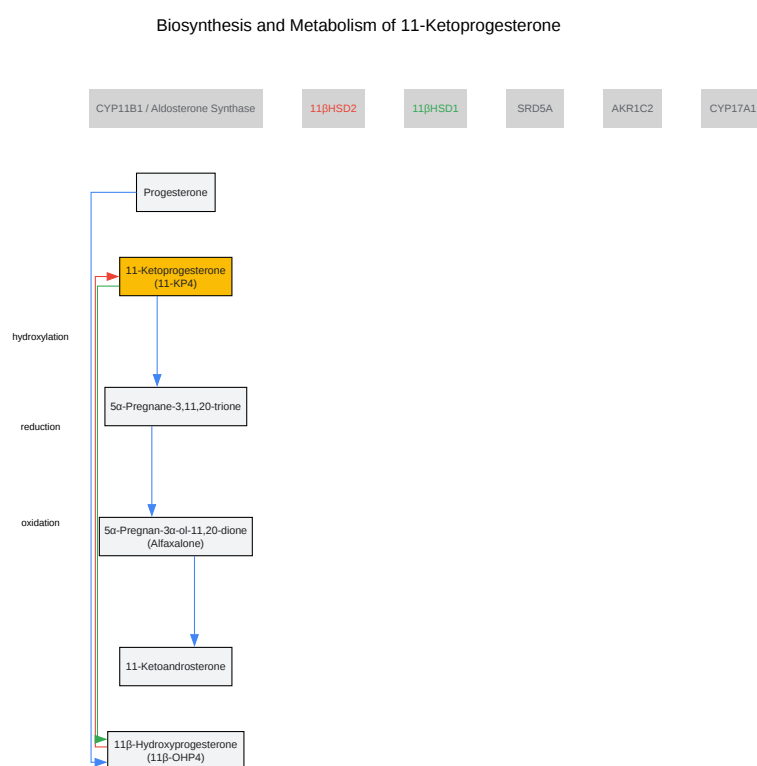 Biosynthesis and Metabolism of 11-Ketoprogesterone
CYP11B1 / Aldosterone Synthase
11βHSD2
11βHSD1
SRD5A
AKR1C2
CYP17A1
Progesterone
11-Ketoprogesterone
(11-KP4)
hydroxylation
5α-Pregnane-3,11,20-trione
reduction
oxidation
5α-Pregnan-3α-ol-11,20-dione
(Alfaxalone)
11-Ketoandrosterone
11β-Hydroxyprogesterone
(11β-OHP4)